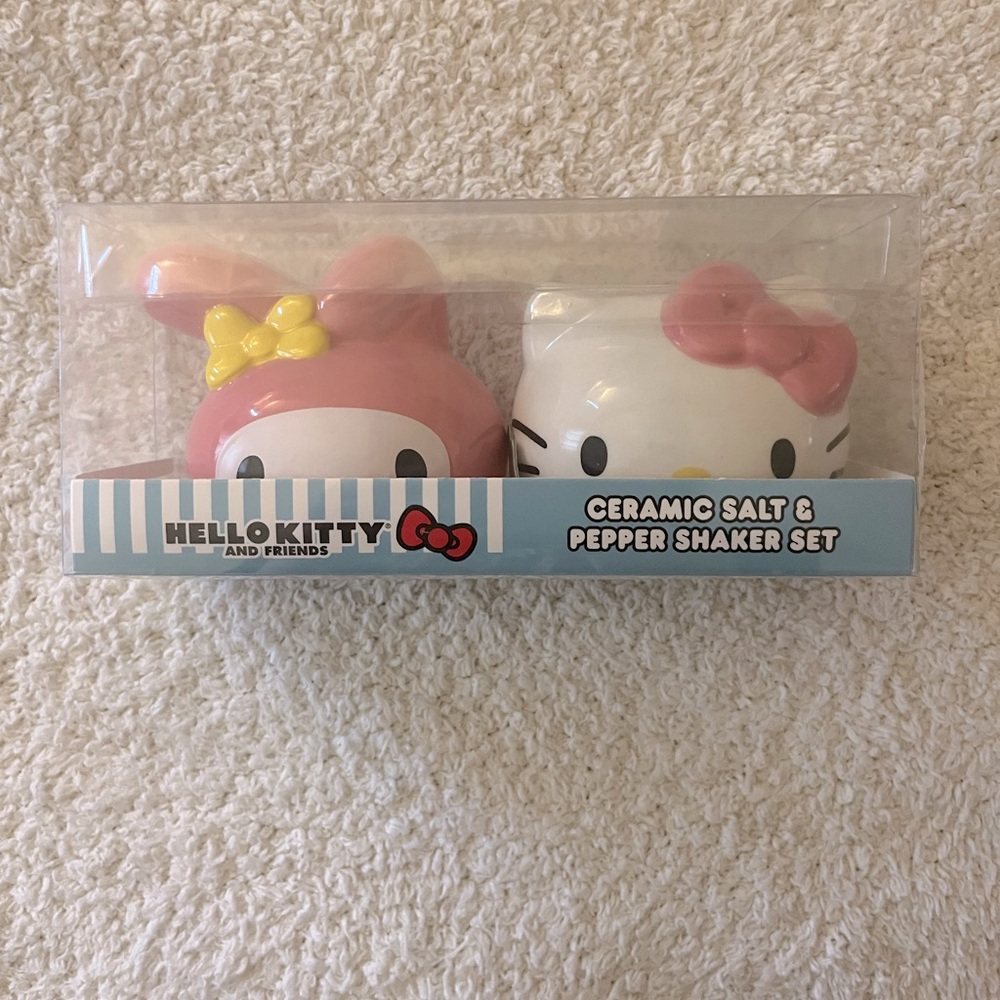 HELLO KITTY®
AND FRIENDS
CERAMIC SALT &
PEPPER SHAKER SET